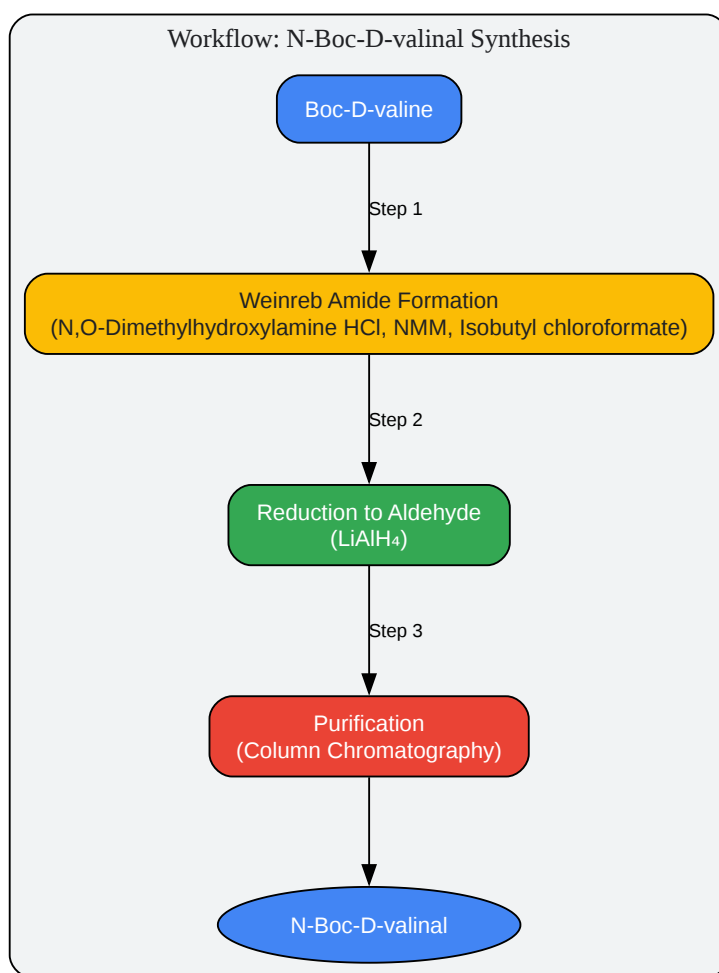 Workflow: N-Boc-D-valinal Synthesis
Boc-D-valine
Step 1
Weinreb Amide Formation
(N,O-Dimethylhydroxylamine HCl, NMM, Isobutyl chloroformate)
Step 2
Reduction to Aldehyde
(LiAlH₄)
Step 3
Purification
(Column Chromatography)
N-Boc-D-valinal